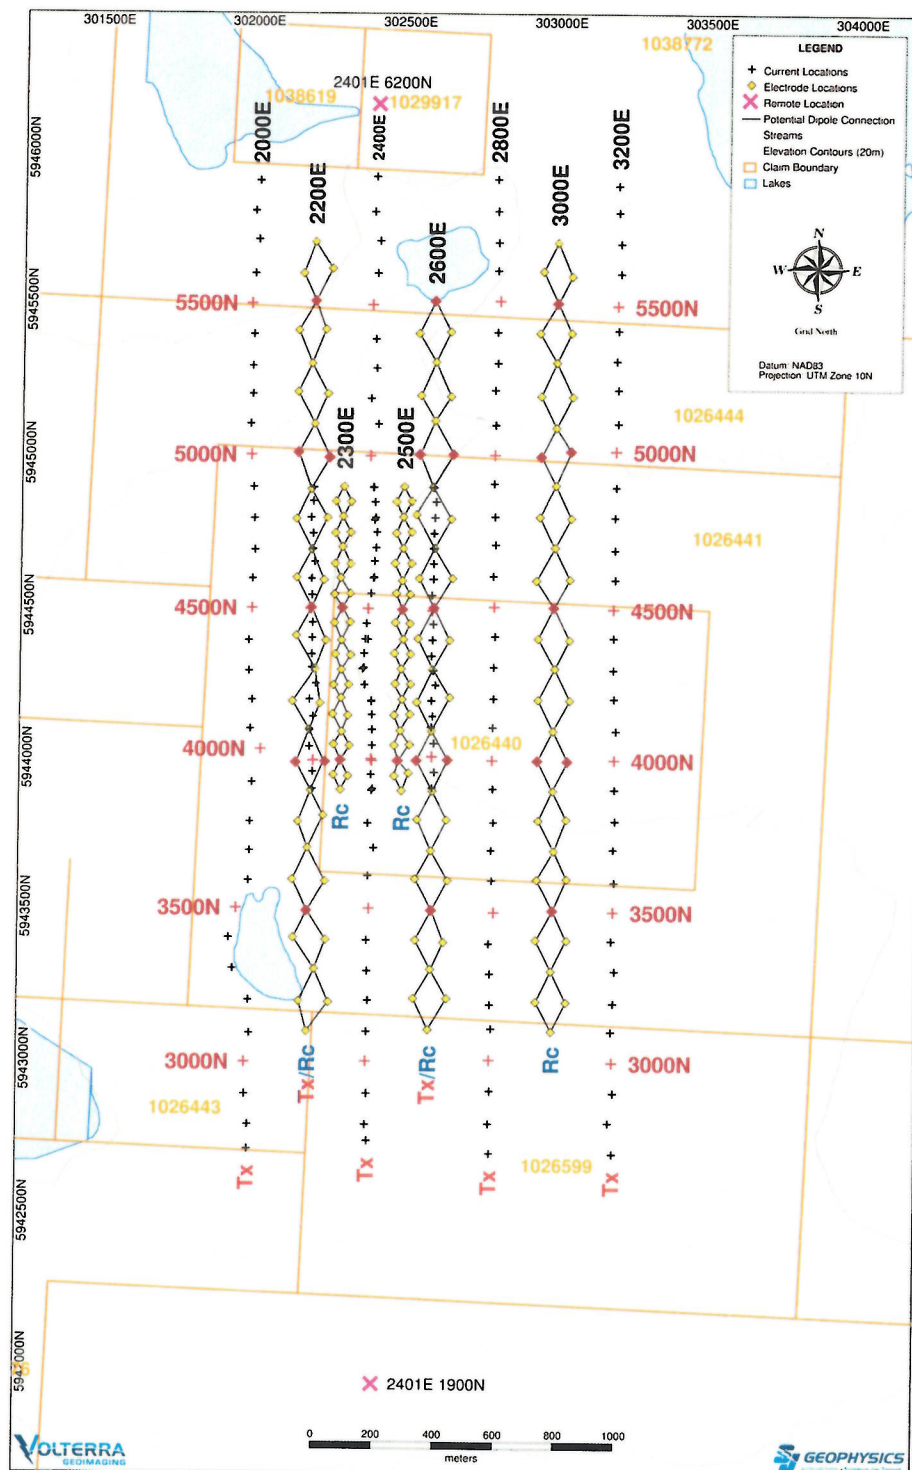 301500E 302000E 302500E 303000E 303500E 304000E
1038772
LEGEND
Current Locations
Electrode Locations
Remote Location
Potential Dipole Connection
Streams
Elevation Contours (20m)
Claim Boundary
Lakes
N
W E
S
Grid North
Datum: NAD83
Projection: UTM Zone 10N
2401E 6200N
1038619
1029917
2000E
2200E
2400E
2600E
2800E
3000E
3200E
5946000N
5945500N
5500N 5500N
1026444
2300E
2500E
5945000N
5000N 5000N
1026441
5944500N
4500N 4500N
5944000N
4000N 4000N
1026440
Rc
Rc
5943500N
3500N 3500N
5943000N
3000N 3000N
Tx/Rc
Tx/Rc
Rc
1026443
Tx
Tx
Tx
Tx
1026599
5942500N
5942000N
2401E 1900N
VOLTERRA
GEOIMAGING
0 200 400 600 800 1000
meters
GEOPHYSICS